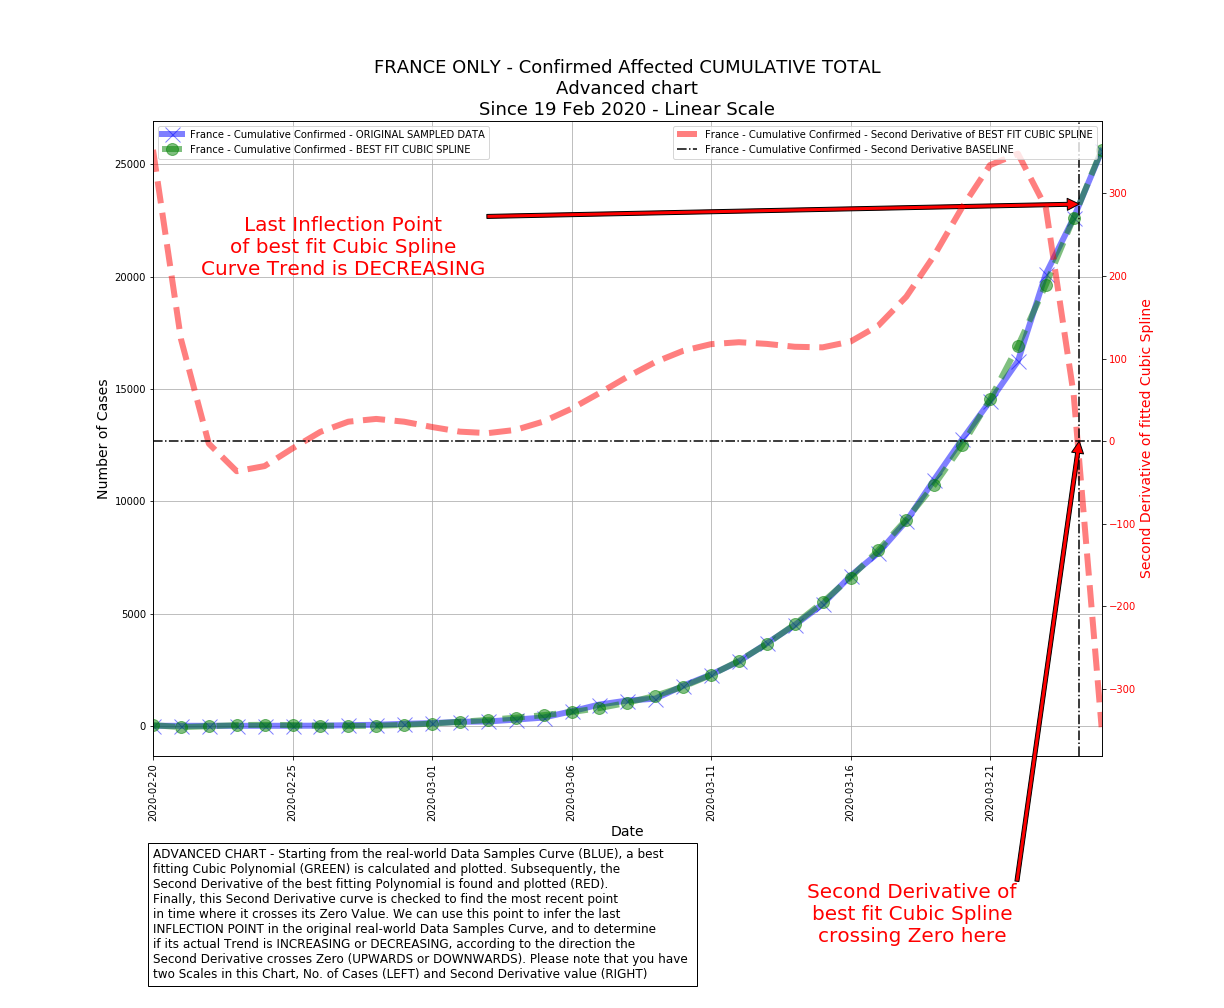 FRANCE ONLY - Confirmed Affected CUMULATIVE TOTAL
Advanced chart
Since 19 Feb 2020 - Linear Scale
France - Cumulative Confirmed - ORIGINAL SAMPLED DATA
France - Cumulative Confirmed - BEST FIT CUBIC SPLINE
France - Cumulative Confirmed - Second Derivative of BEST FIT CUBIC SPLINE
France - Cumulative Confirmed - Second Derivative BASELINE
Last Inflection Point
of best fit Cubic Spline
Curve Trend is DECREASING
Number of Cases
25000
20000
15000
10000
5000
0
300
200
100
0
−100
−200
−300
Second Derivative of fitted Cubic Spline
2020-02-20
2020-02-25
2020-03-01
2020-03-06
2020-03-11
2020-03-16
2020-03-21
Date
ADVANCED CHART - Starting from the real-world Data Samples Curve (BLUE), a best
fitting Cubic Polynomial (GREEN) is calculated and plotted. Subsequently, the
Second Derivative of the best fitting Polynomial is found and plotted (RED).
Finally, this Second Derivative curve is checked to find the most recent point
in time where it crosses its Zero Value. We can use this point to infer the last
INFLECTION POINT in the original real-world Data Samples Curve, and to determine
if its actual Trend is INCREASING or DECREASING, according to the direction the
Second Derivative crosses Zero (UPWARDS or DOWNWARDS). Please note that you have
two Scales in this Chart, No. of Cases (LEFT) and Second Derivative value (RIGHT)
Second Derivative of
best fit Cubic Spline
crossing Zero here